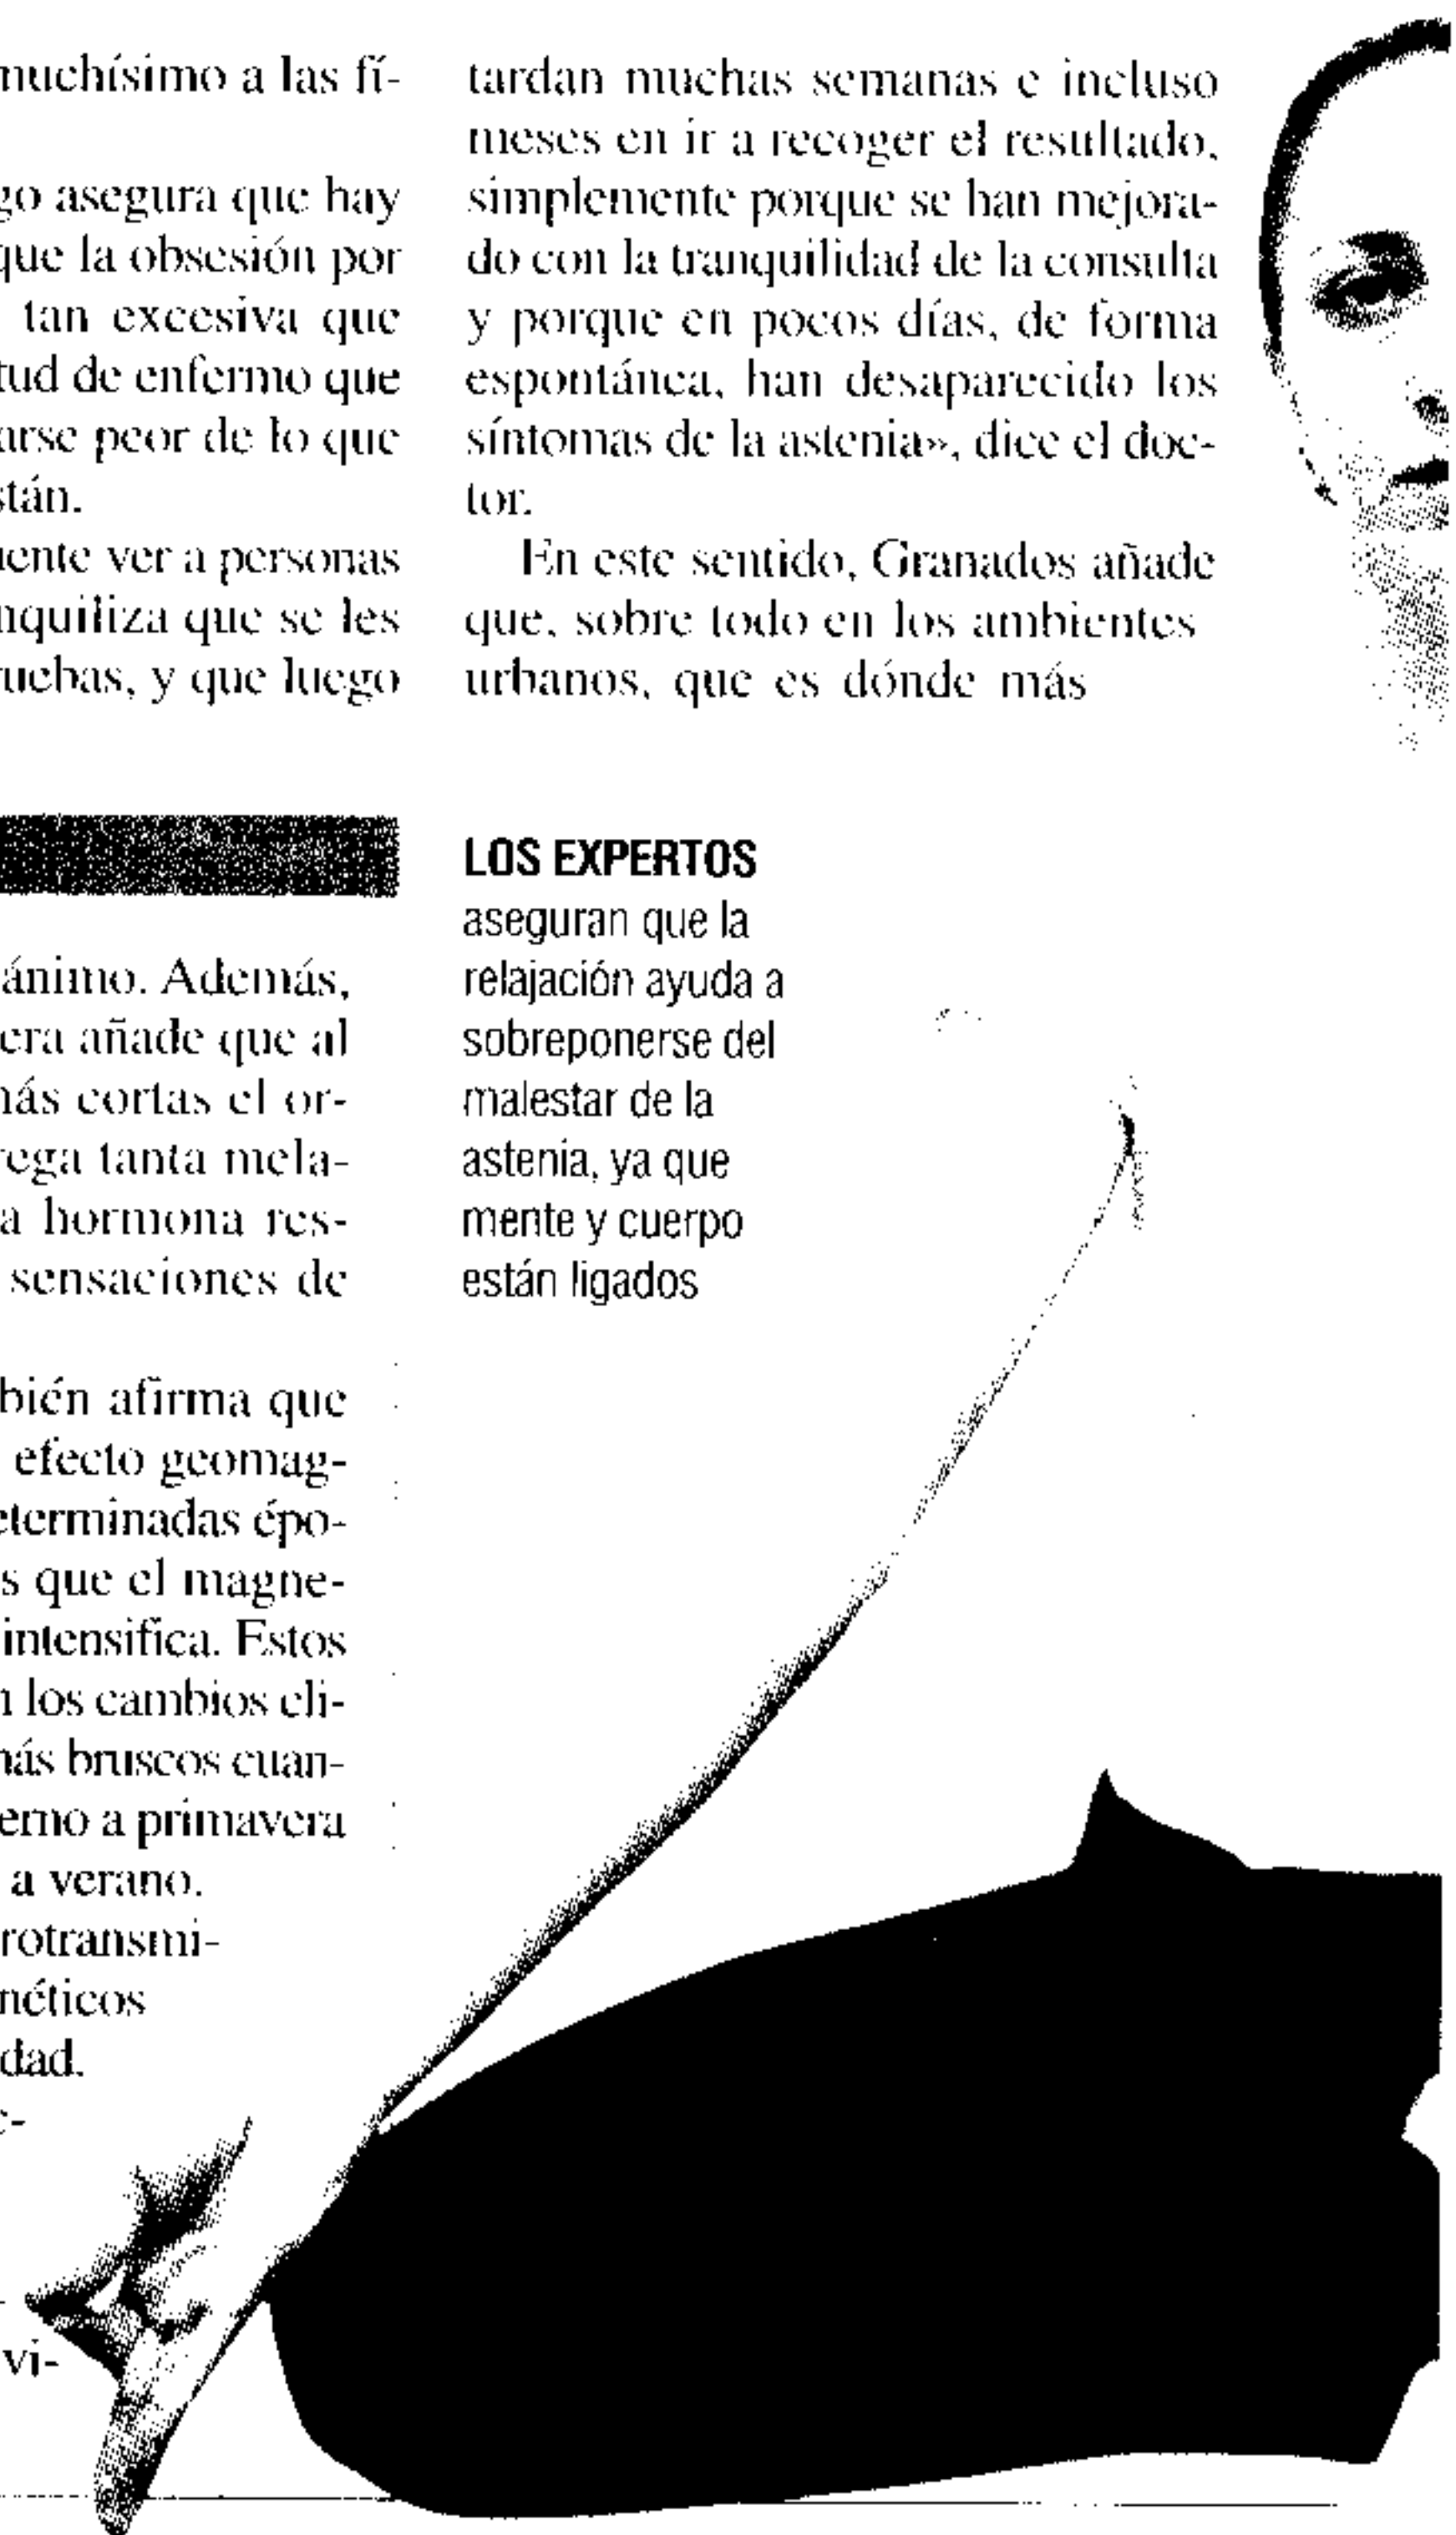 muchísimo a las fí-
go asegura que hay
que la obsesión por
tan excesiva que
tud de enfermo que
arse peor de lo que
stán.
ente ver a personas
nquiliza que se les
ruebas, y que luego
tardan muchas semanas e incluso
meses en ir a recoger el resultado,
simplemente porque se han mejora-
do con la tranquilidad de la consulta
y porque en pocos días, de forma
espontánea, han desaparecido los
síntomas de la astenia», dice el doc-
tor.
En este sentido, Granados añade
que, sobre todo en los ambientes
urbanos, que es dónde más
ánimo. Además,
era añade que al
más cortas el or-
rega tanta mela-
a hormona res-
sensaciones de
bién afirma que
efecto geomag-
eterminadas épo-
s que el magne-
intensifica. Estos
n los cambios cli-
más bruscos cuan-
erno a primavera
a verano.
rotransmi-
néticos
dad.
vi-
LOS EXPERTOS
aseguran que la
relajación ayuda a
sobreponerse del
malestar de la
astenia, ya que
mente y cuerpo
están ligados